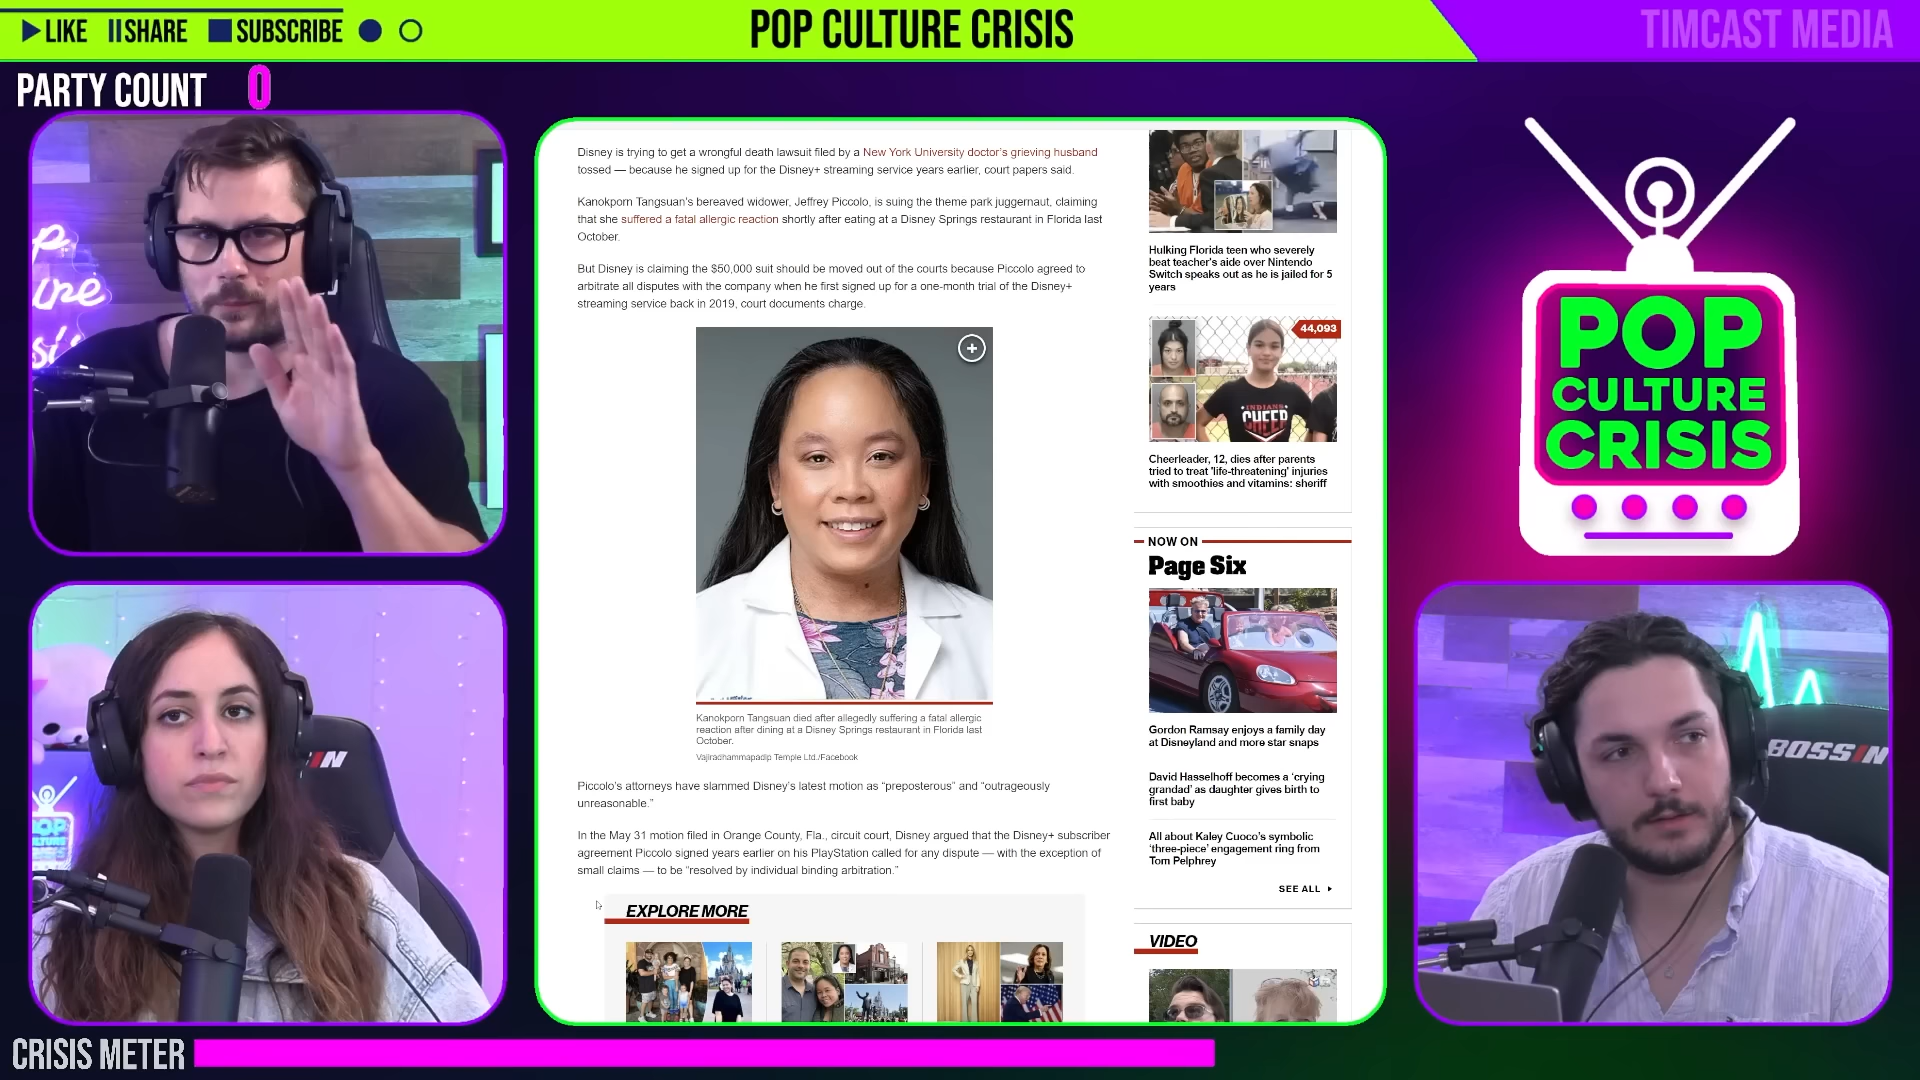 LIKE SHARE SUBSCRIBE
POP CULTURE CRISIS
TIMCAST MEDIA
PARTY COUNT 0
Disney is trying to get a wrongful death lawsuit filed by a New York University doctor's grieving husband
tossed — because he signed up for the Disney+ streaming service years earlier, court papers said.
Kanokporn Tangsuan's bereaved widower, Jeffrey Piccolo, is suing the theme park juggernaut, claiming
that she suffered a fatal allergic reaction shortly after eating at a Disney Springs restaurant in Florida last
October.
But Disney is claiming the $50,000 suit should be moved out of the courts because Piccolo agreed to
arbitrate all disputes with the company when he first signed up for a one-month trial of the Disney+
streaming service back in 2019, court documents charge.
Kanokporn Tangsuan died after allegedly suffering a fatal allergic
reaction after dining at a Disney Springs restaurant in Florida last
October.
Vajiradhammapadip Temple Ltd./Facebook
Piccolo's attorneys have slammed Disney's latest motion as “preposterous” and “outrageously
unreasonable.”
In the May 31 motion filed in Orange County, Fla., circuit court, Disney argued that the Disney+ subscriber
agreement Piccolo signed years earlier on his PlayStation called for any dispute — with the exception of
small claims — to be “resolved by individual binding arbitration.”
EXPLORE MORE
Hulking Florida teen who severely
beat teacher's aide over Nintendo
Switch speaks out as he is jailed for 5
years
44,093
INDIANS
CHEER
Cheerleader, 12, dies after parents
tried to treat 'life-threatening' injuries
with smoothies and vitamins: sheriff
NOW ON
Page Six
Gordon Ramsay enjoys a family day
at Disneyland and more star snaps
David Hasselhoff becomes a 'crying
grandad' as daughter gives birth to
first baby
All about Kaley Cuoco's symbolic
'three-piece' engagement ring from
Tom Pelphrey
SEE ALL
VIDEO
POP
CULTURE
CRISIS
BOSSIN
CRISIS METER